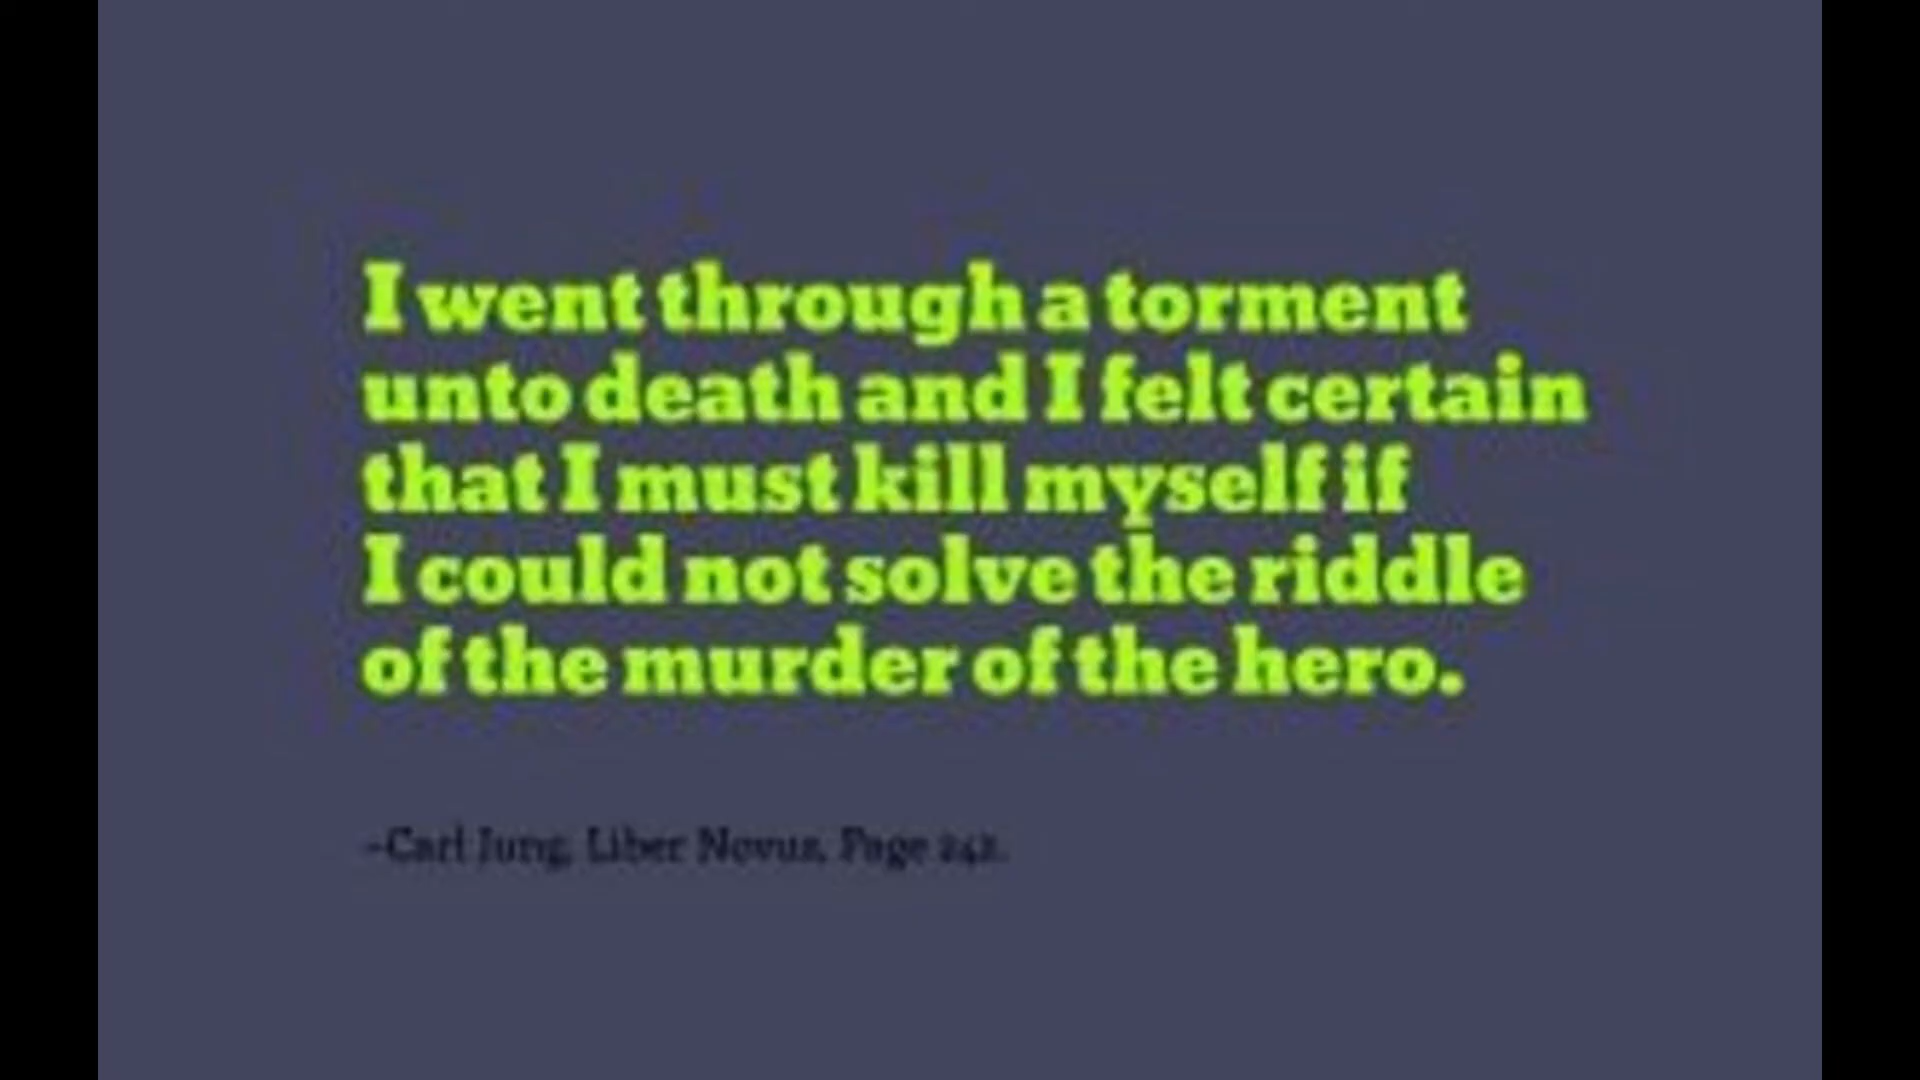 I went through a torment
unto death and I felt certain
that I must kill myself if
I could not solve the riddle
of the murder of the hero.
~Carl Jung, Liber Novus, Page 242.